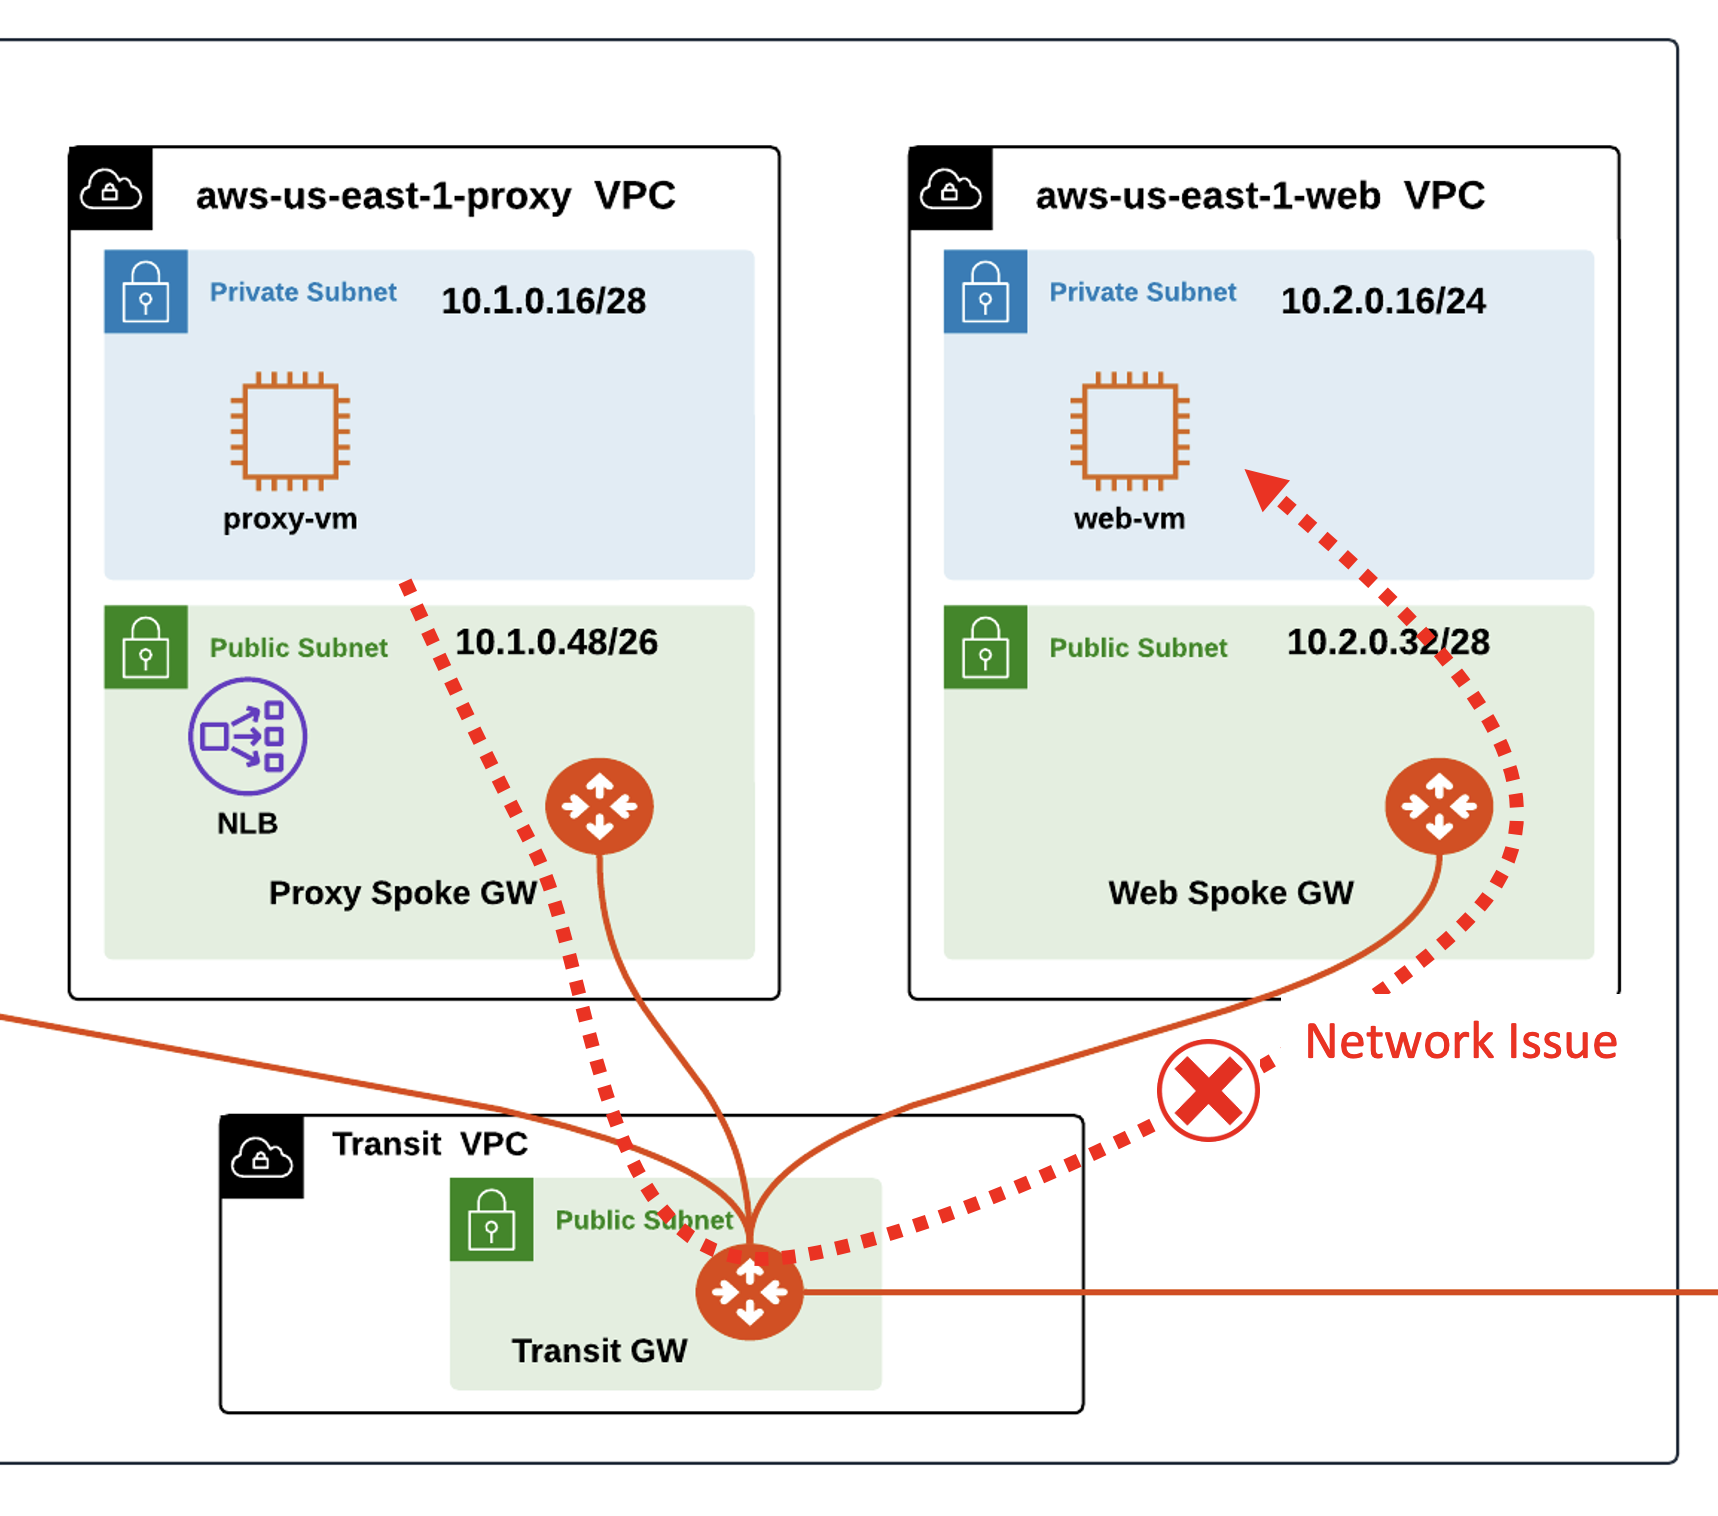 aws-us-east-1-proxy VPC
Private Subnet 10.1.0.16/28
proxy-vm
Public Subnet 10.1.0.48/26
NLB
Proxy Spoke GW
aws-us-east-1-web VPC
Private Subnet 10.2.0.16/24
web-vm
Public Subnet 10.2.0.32/28
Web Spoke GW
Network Issue
Transit VPC
Public Subnet
Transit GW